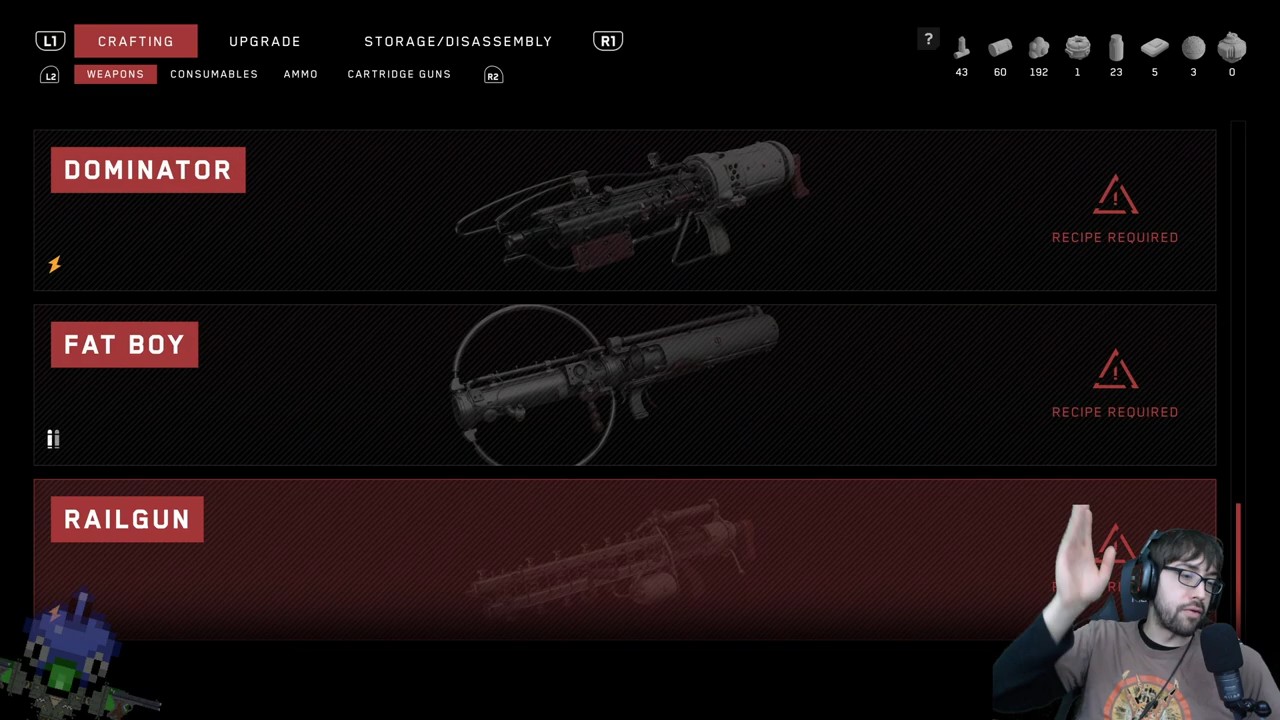 L1 CRAFTING UPGRADE STORAGE/DISASSEMBLY R1 ?
L2 WEAPONS CONSUMABLES AMMO CARTRIDGE GUNS R2
43 60 192 1 23 5 3 0
DOMINATOR
RECIPE REQUIRED
FAT BOY
RECIPE REQUIRED
RAILGUN